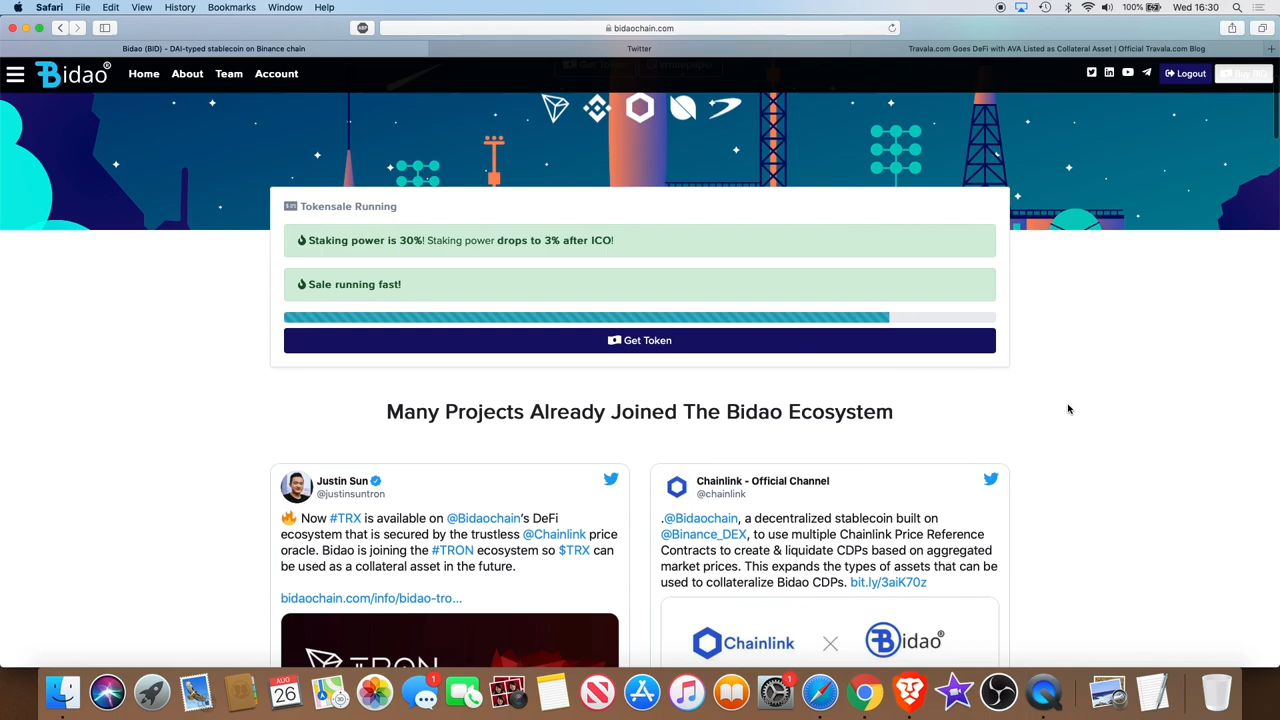 Safari File Edit View History Bookmarks Window Help 100% Wed 16:30
bidaochain.com
Bidao (BID) - DAI-typed stablecoin on Binance chain
Twitter
Travala.com Goes DeFi with AVA Listed as Collateral Asset | Official Travala.com Blog
Bidao Home About Team Account Logout
Tokensale Running
Staking power is 30%! Staking power drops to 3% after ICO!
Sale running fast!
Get Token
Many Projects Already Joined The Bidao Ecosystem
Justin Sun
@justinsuntron
Now #TRX is available on @Bidaochain's DeFi
ecosystem that is secured by the trustless @Chainlink price
oracle. Bidao is joining the #TRON ecosystem so $TRX can
be used as a collateral asset in the future.
bidaochain.com/info/bidao-tro...
TRON
Chainlink - Official Channel
@chainlink
.@Bidaochain, a decentralized stablecoin built on
@Binance_DEX, to use multiple Chainlink Price Reference
Contracts to create & liquidate CDPs based on aggregated
market prices. This expands the types of assets that can be
used to collateralize Bidao CDPs. bit.ly/3aiK70z
Chainlink Bidao
AUG
26
1
1